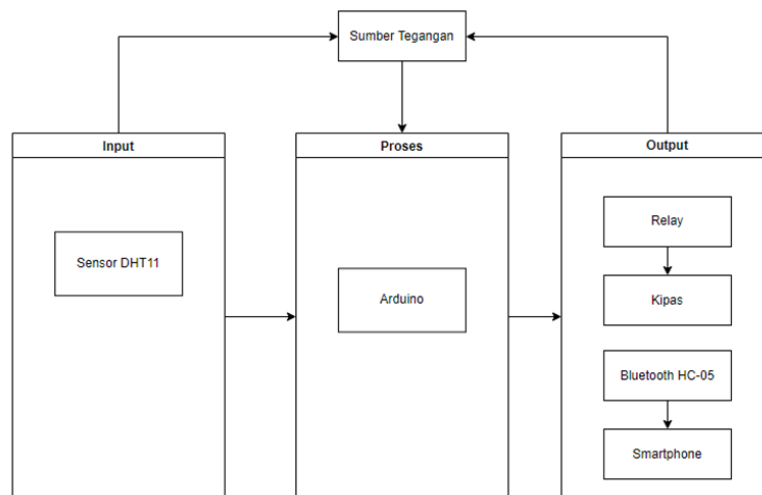 Sumber Tegangan
Input
Proses
Output
Sensor DHT11
Arduino
Relay
Kipas
Bluetooth HC-05
Smartphone